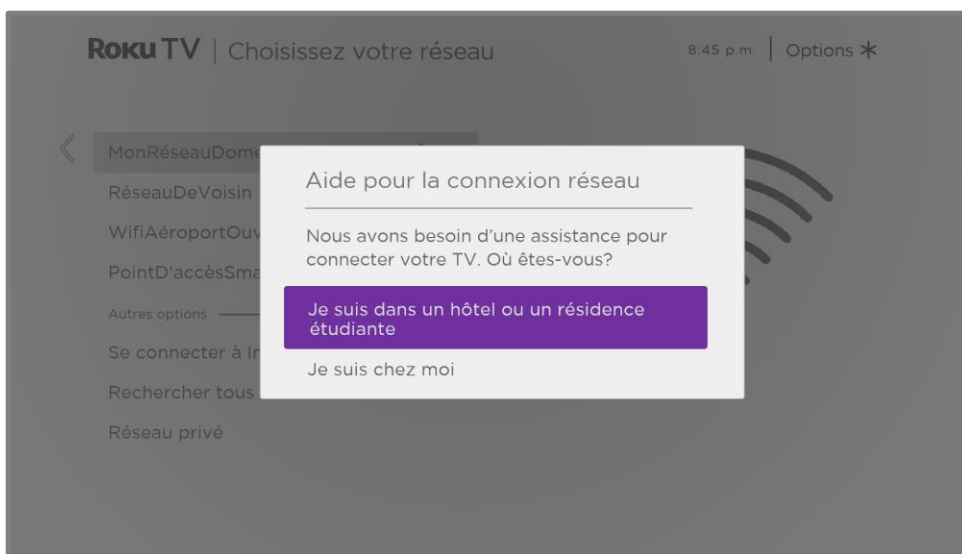 Roku TV | Choisissez votre réseau
8:45 p.m. | Options *
MonRéseauDome
RéseauDeVoisin
WifiAéroportOuv
PointD'accèsSma
Autres options
Se connecter à In
Rechercher tous
Réseau privé
Aide pour la connexion réseau
Nous avons besoin d'une assistance pour
connecter votre TV. Où êtes-vous?
Je suis dans un hôtel ou un résidence
étudiante
Je suis chez moi